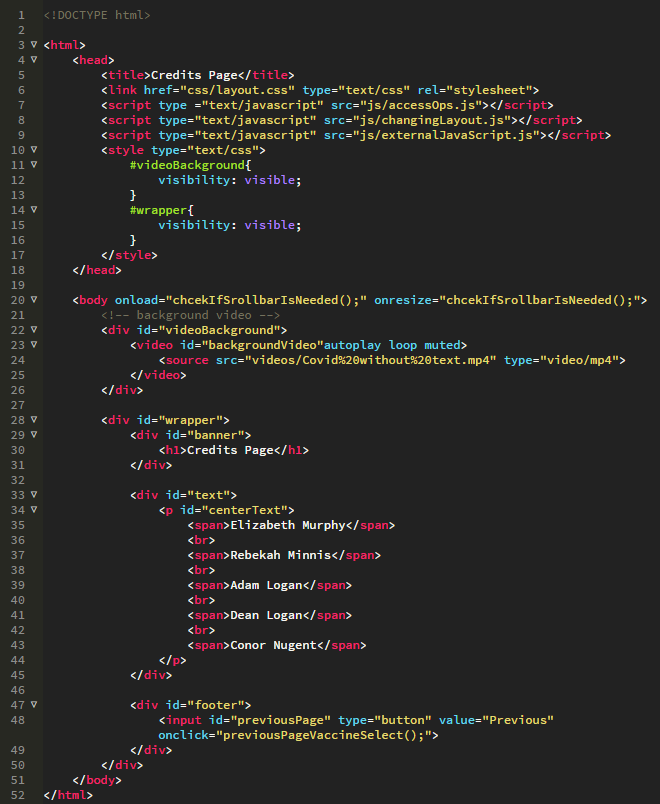 1 <!DOCTYPE html>
2
3 ▽ <html>
4 ▽ <head>
5 <title>Credits Page</title>
6 <link href="css/layout.css" type="text/css" rel="stylesheet">
7 <script type ="text/javascript" src="js/accessOps.js"></script>
8 <script type="text/javascript" src="js/changingLayout.js"></script>
9 <script type="text/javascript" src="js/externalJavaScript.js"></script>
10 ▽ <style type="text/css">
11 ▽ #videoBackground{
12 visibility: visible;
13 }
14 ▽ #wrapper{
15 visibility: visible;
16 }
17 </style>
18 </head>
19
20 ▽ <body onload="chcekIfSrollbarIsNeeded();" onresize="chcekIfSrollbarIsNeeded();">
21 <!-- background video -->
22 ▽ <div id="videoBackground">
23 ▽ <video id="backgroundVideo"autoplay loop muted>
24 <source src="videos/Covid%20without%20text.mp4" type="video/mp4">
25 </video>
26 </div>
27
28 ▽ <div id="wrapper">
29 ▽ <div id="banner">
30 <h1>Credits Page</h1>
31 </div>
32
33 ▽ <div id="text">
34 ▽ <p id="centerText">
35 <span>Elizabeth Murphy</span>
36 <br>
37 <span>Rebekah Minnis</span>
38 <br>
39 <span>Adam Logan</span>
40 <br>
41 <span>Dean Logan</span>
42 <br>
43 <span>Conor Nugent</span>
44 </p>
45 </div>
46
47 ▽ <div id="footer">
48 <input id="previousPage" type="button" value="Previous"
onclick="previousPageVaccineSelect();">
49 </div>
50 </div>
51 </body>
52 </html>